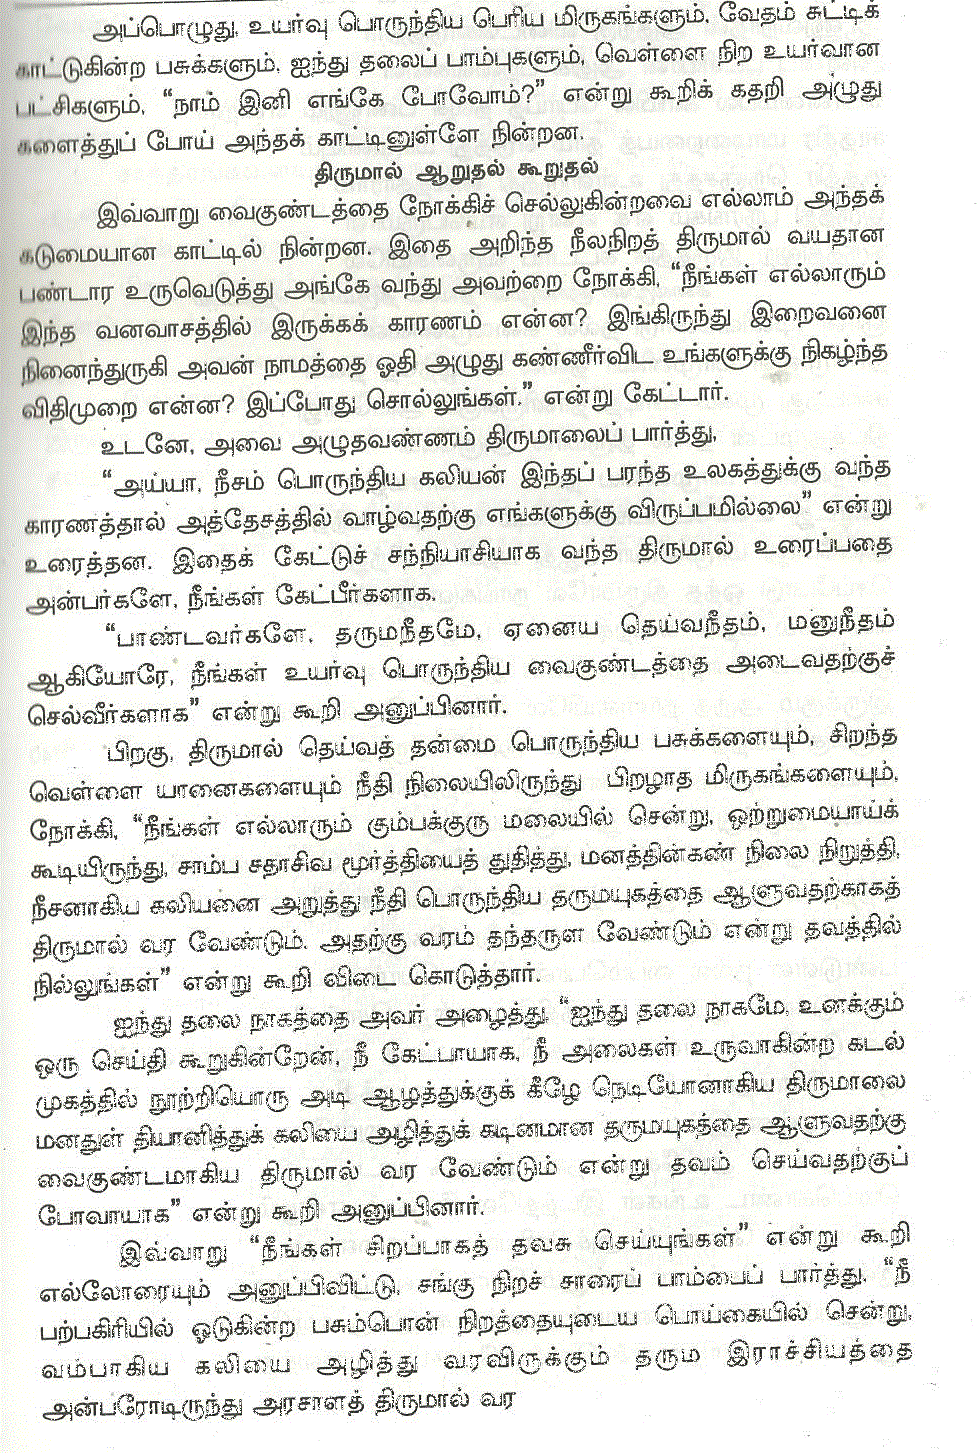 அப்பொழுது, உயர்வு பொருந்திய பெரிய மிருகங்களும், வேதம் சுட்டிக்
காட்டுகின்ற பசுக்களும், ஐந்து தலைப் பாம்புகளும், வெள்ளை நிற உயர்வான
பட்சிகளும், “நாம் இனி எங்கே போவோம்?” என்று கூறிக் கதறி அழுது
களைத்துப் போய் அந்தக் காட்டினுள்ளே நின்றன.
திருமால் ஆறுதல் கூறுதல்
இவ்வாறு வைகுண்டத்தை நோக்கிச் செல்லுகின்றவை எல்லாம் அந்தக்
கடுமையான காட்டில் நின்றன. இதை அறிந்த நீலநிறத் திருமால் வயதான
பண்டார உருவெடுத்து அங்கே வந்து அவற்றை நோக்கி, “நீங்கள் எல்லாரும்
இந்த வனவாசத்தில் இருக்கக் காரணம் என்ன? இங்கிருந்து இறைவனை
நினைந்துருகி அவன் நாமத்தை ஓதி அழுது கண்ணீர்விட உங்களுக்கு நிகழ்ந்த
விதிமுறை என்ன? இப்போது சொல்லுங்கள்.” என்று கேட்டார்.
உடனே, அவை அழுதவண்ணம் திருமாலைப் பார்த்து,
“அய்யா, நீசம் பொருந்திய கலியன் இந்தப் பரந்த உலகத்துக்கு வந்த
காரணத்தால் அத்தேசத்தில் வாழ்வதற்கு எங்களுக்கு விருப்பமில்லை” என்று
உரைத்தன. இதைக் கேட்டுச் சந்நியாசியாக வந்த திருமால் உரைப்பதை
அன்பர்களே, நீங்கள் கேட்பீர்களாக.
“பாண்டவர்களே, தருமநீதமே, ஏனைய தெய்வநீதம், மனுநீதம்
ஆகியோரே, நீங்கள் உயர்வு பொருந்திய வைகுண்டத்தை அடைவதற்குச்
செல்வீர்களாக” என்று கூறி அனுப்பினார்.
பிறகு, திருமால் தெய்வத் தன்மை பொருந்திய பசுக்களையும், சிறந்த
வெள்ளை யானைகளையும் நீதி நிலையிலிருந்து பிறழாத மிருகங்களையும்,
நோக்கி, “நீங்கள் எல்லாரும் கும்பக்குரு மலையில் சென்று, ஒற்றுமையாய்க்
கூடியிருந்து, சாம்ப சதாசிவ மூர்த்தியைத் துதித்து, மனத்தின்கண் நிலை நிறுத்தி,
நீசனாகிய கலியனை அறுத்து நீதி பொருந்திய தருமயுகத்தை ஆளுவதற்காகத்
திருமால் வர வேண்டும். அதற்கு வரம் தந்தருள வேண்டும் என்று தவத்தில்
நில்லுங்கள்” என்று கூறி விடை கொடுத்தார்.
ஐந்து தலை நாகத்தை அவர் அழைத்து, “ஐந்து தலை நாகமே, உனக்கும்
ஒரு செய்தி கூறுகின்றேன், நீ கேட்பாயாக, நீ அலைகள் உருவாகின்ற கடல்
முகத்தில் நூற்றியொரு அடி ஆழத்துக்குக் கீழே நெடியோனாகிய திருமாலை
மனதுள் தியானித்துக் கலியை அழித்துக் கடினமான தருமயுகத்தை ஆளுவதற்கு
வைகுண்டமாகிய திருமால் வர வேண்டும் என்று தவம் செய்வதற்குப்
போவாயாக” என்று கூறி அனுப்பினார்.
இவ்வாறு “நீங்கள் சிறப்பாகத் தவசு செய்யுங்கள்” என்று கூறி
எல்லோரையும் அனுப்பிவிட்டு, சங்கு நிறச் சாரைப் பாம்பைப் பார்த்து, “நீ
பற்பகிரியில் ஓடுகின்ற பசும்பொன் நிறத்தையுடைய பொய்கையில் சென்று,
வம்பாகிய கலியை அழித்து வரவிருக்கும் தரும இராச்சியத்தை
அன்பரோடிருந்து அரசாளத் திருமால் வர